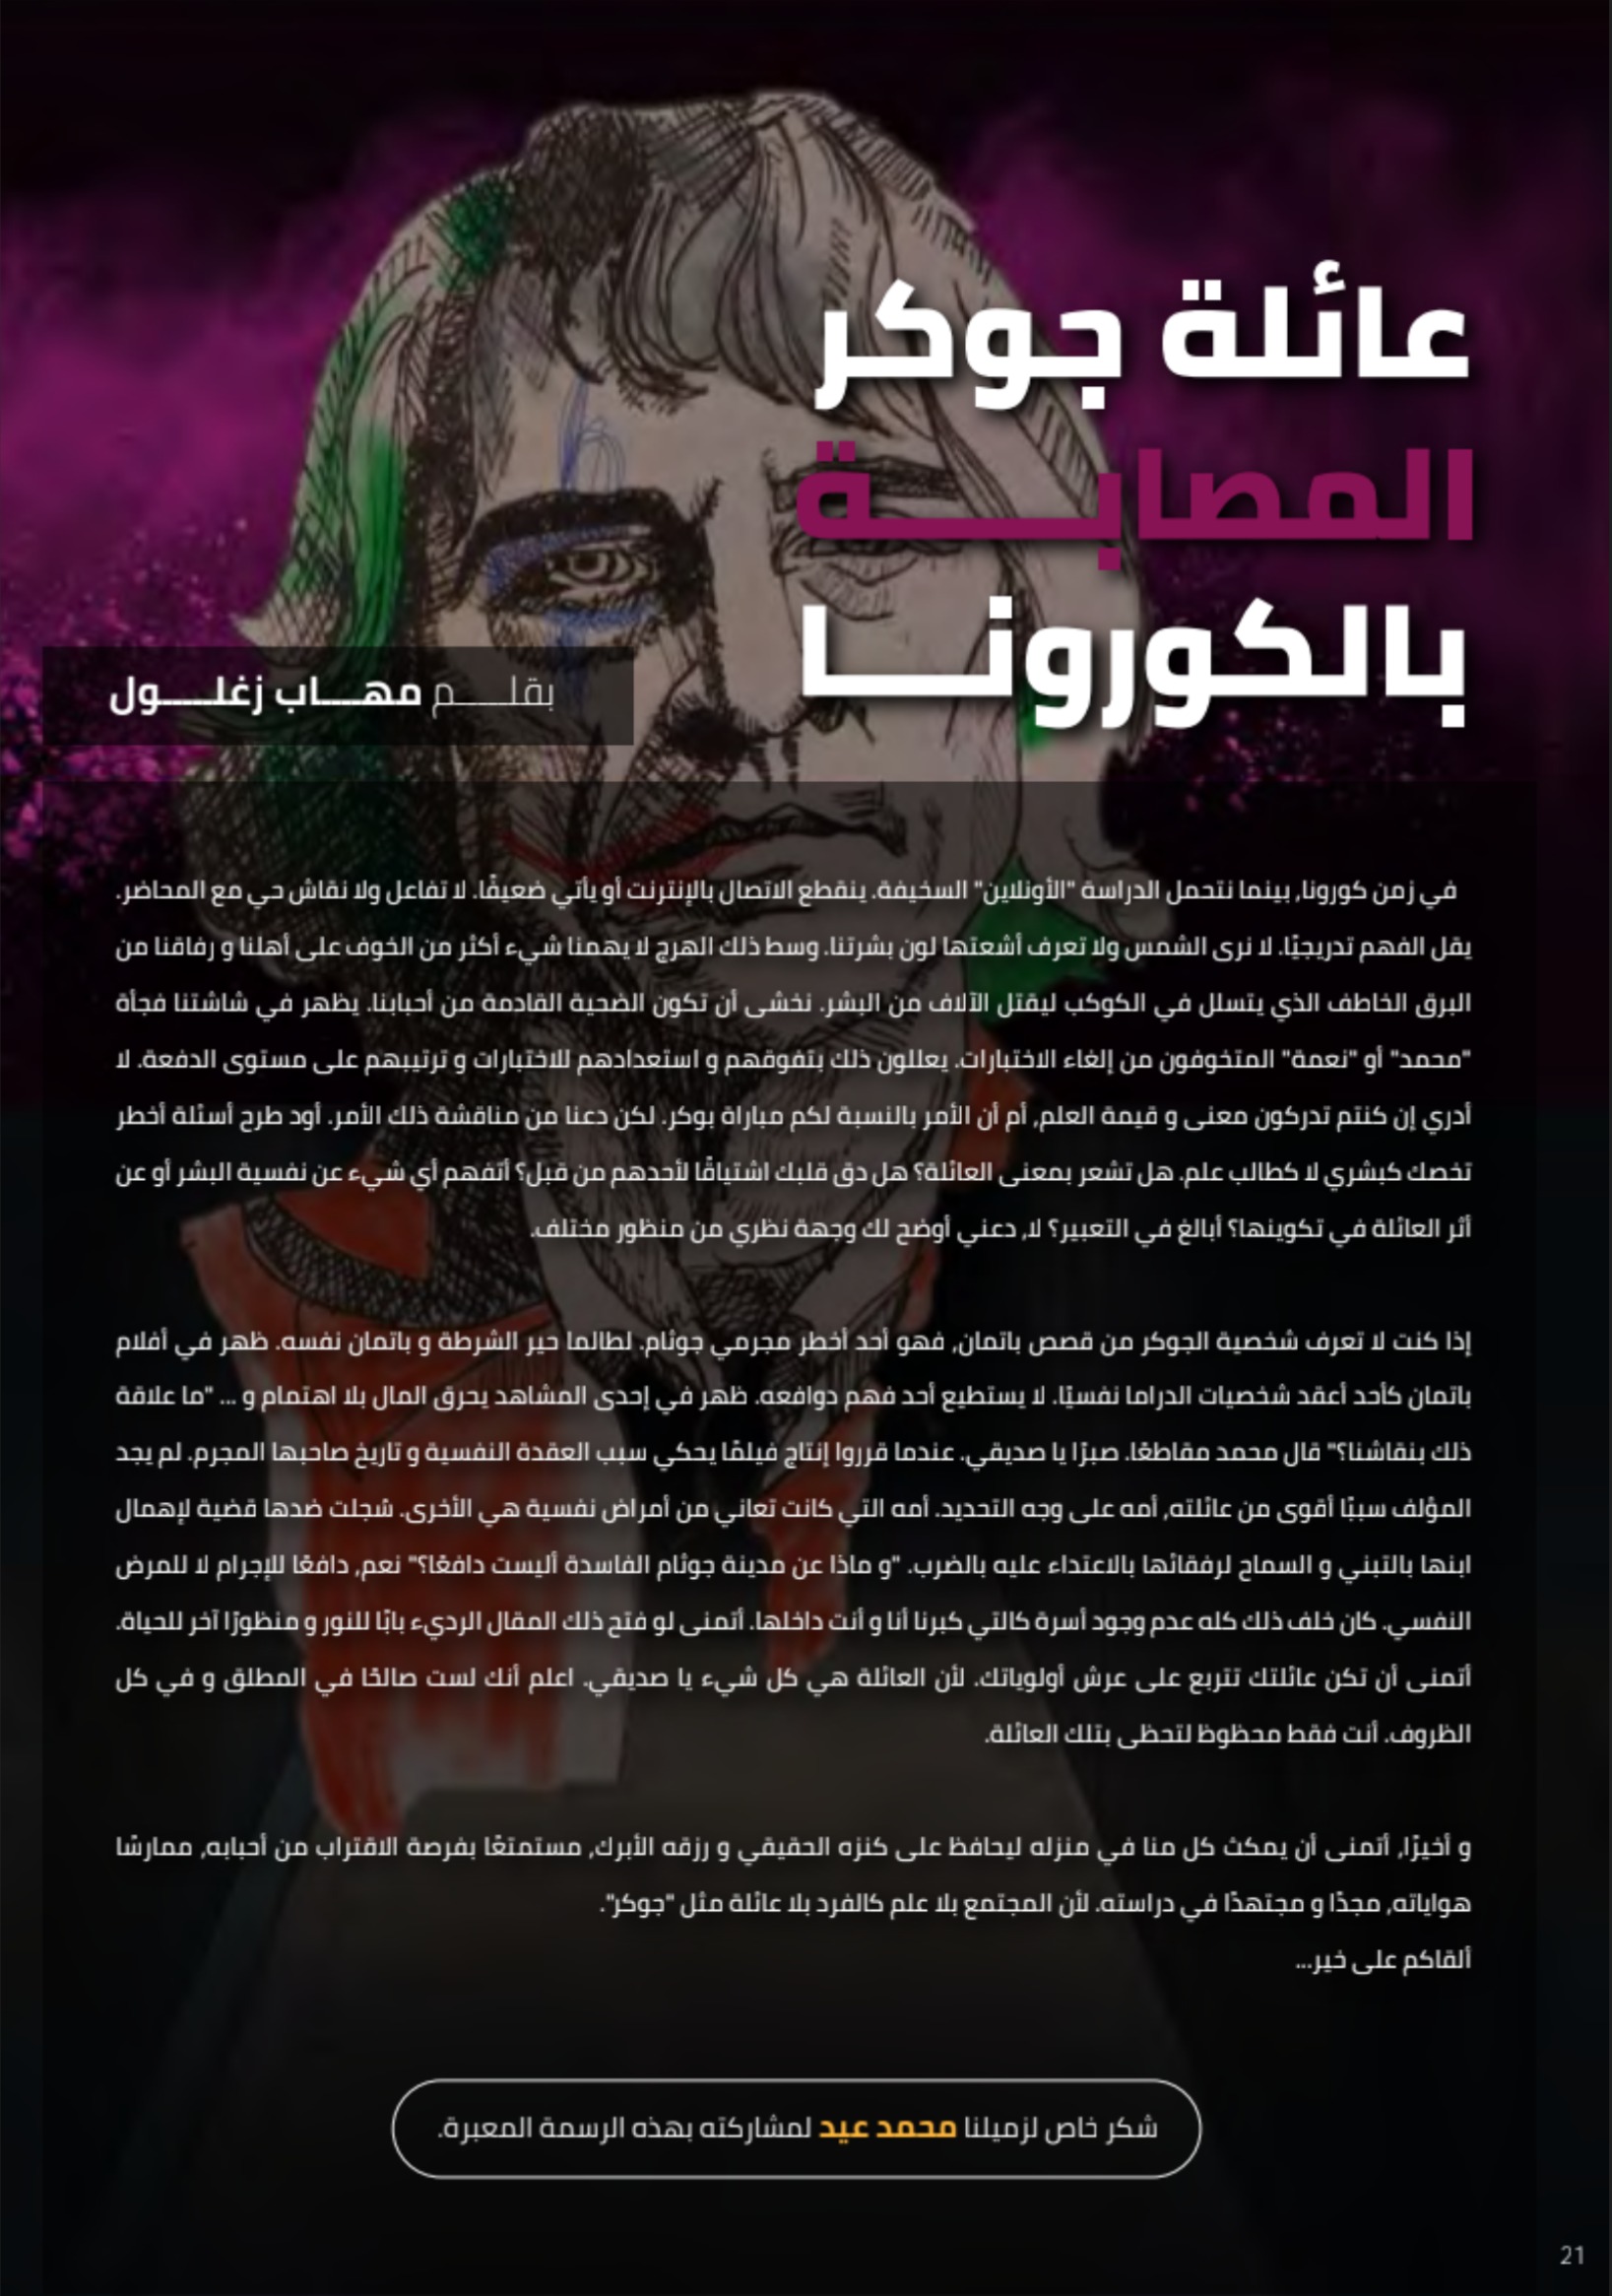 عائلة جوكر
المصابـــــة
بالكورونـــا
بقلـــم مهـــاب زغلـــــول
في زمن كورونا, بينما نتحمل الدراسة "الأونلاين" السخيفة. ينقطع الاتصال بالإنترنت أو يأتي ضعيفًا. لا تفاعل ولا نقاش حي مع المحاضر.
يقل الفهم تدريجيًا. لا نرى الشمس ولا تعرف أشعتها لون بشرتنا. وسط ذلك الهرج لا يهمنا شيء أكثر من الخوف على أهلنا و رفاقنا من
البرق الخاطف الذي يتسلل في الكوكب ليقتل الآلاف من البشر. نخشى أن تكون الضحية القادمة من أحبابنا. يظهر في شاشتنا فجأة
"محمد" أو "نعمة" المتخوفون من إلغاء الاختبارات. يعللون ذلك بتفوقهم و استعدادهم للاختبارات و ترتيبهم على مستوى الدفعة. لا
أدري إن كنتم تدركون معنى و قيمة العلم, أم أن الأمر بالنسبة لكم مباراة بوكر. لكن دعنا من مناقشة ذلك الأمر. أود طرح أسئلة أخطر
تخصك كبشري لا كطالب علم. هل تشعر بمعنى العائلة؟ هل دق قلبك اشتياقًا لأحدهم من قبل؟ أتفهم أي شيء عن نفسية البشر أو عن
أثر العائلة في تكوينها؟ أبالغ في التعبير؟ لا, دعني أوضح لك وجهة نظري من منظور مختلف.
إذا كنت لا تعرف شخصية الجوكر من قصص باتمان, فهو أحد أخطر مجرمي جوثام. لطالما حير الشرطة و باتمان نفسه. ظهر في أفلام
باتمان كأحد أعقد شخصيات الدراما نفسيًا. لا يستطيع أحد فهم دوافعه. ظهر في إحدى المشاهد يحرق المال بلا اهتمام و ... "ما علاقة
ذلك بنقاشنا؟" قال محمد مقاطعًا. صبرًا يا صديقي. عندما قرروا إنتاج فيلمًا يحكي سبب العقدة النفسية و تاريخ صاحبها المجرم. لم يجد
المؤلف سببًا أقوى من عائلته, أمه على وجه التحديد. أمه التي كانت تعاني من أمراض نفسية هي الأخرى. سُجلت ضدها قضية لإهمال
ابنها بالتبني و السماح لرفقائها بالاعتداء عليه بالضرب. "و ماذا عن مدينة جوثام الفاسدة أليست دافعًا؟" نعم, دافعًا للإجرام لا للمرض
النفسي. كان خلف ذلك كله عدم وجود أسرة كالتي كبرنا أنا و أنت داخلها. أتمنى لو فتح ذلك المقال الرديء بابًا للنور و منظورًا آخر للحياة.
أتمنى أن تكن عائلتك تتربع على عرش أولوياتك. لأن العائلة هي كل شيء يا صديقي. اعلم أنك لست صالحًا في المطلق و في كل
الظروف. أنت فقط محظوظ لتحظى بتلك العائلة.
و أخيرًا, أتمنى أن يمكث كل منا في منزله ليحافظ على كنزه الحقيقي و رزقه الأبرك, مستمتعًا بفرصة الاقتراب من أحبابه, ممارسًا
هواياته, مجدًا و مجتهدًا في دراسته. لأن المجتمع بلا علم كالفرد بلا عائلة مثل "جوكر".
ألقاكم على خير...
شكر خاص لزميلنا محمد عيد لمشاركته بهذه الرسمة المعبرة.
21